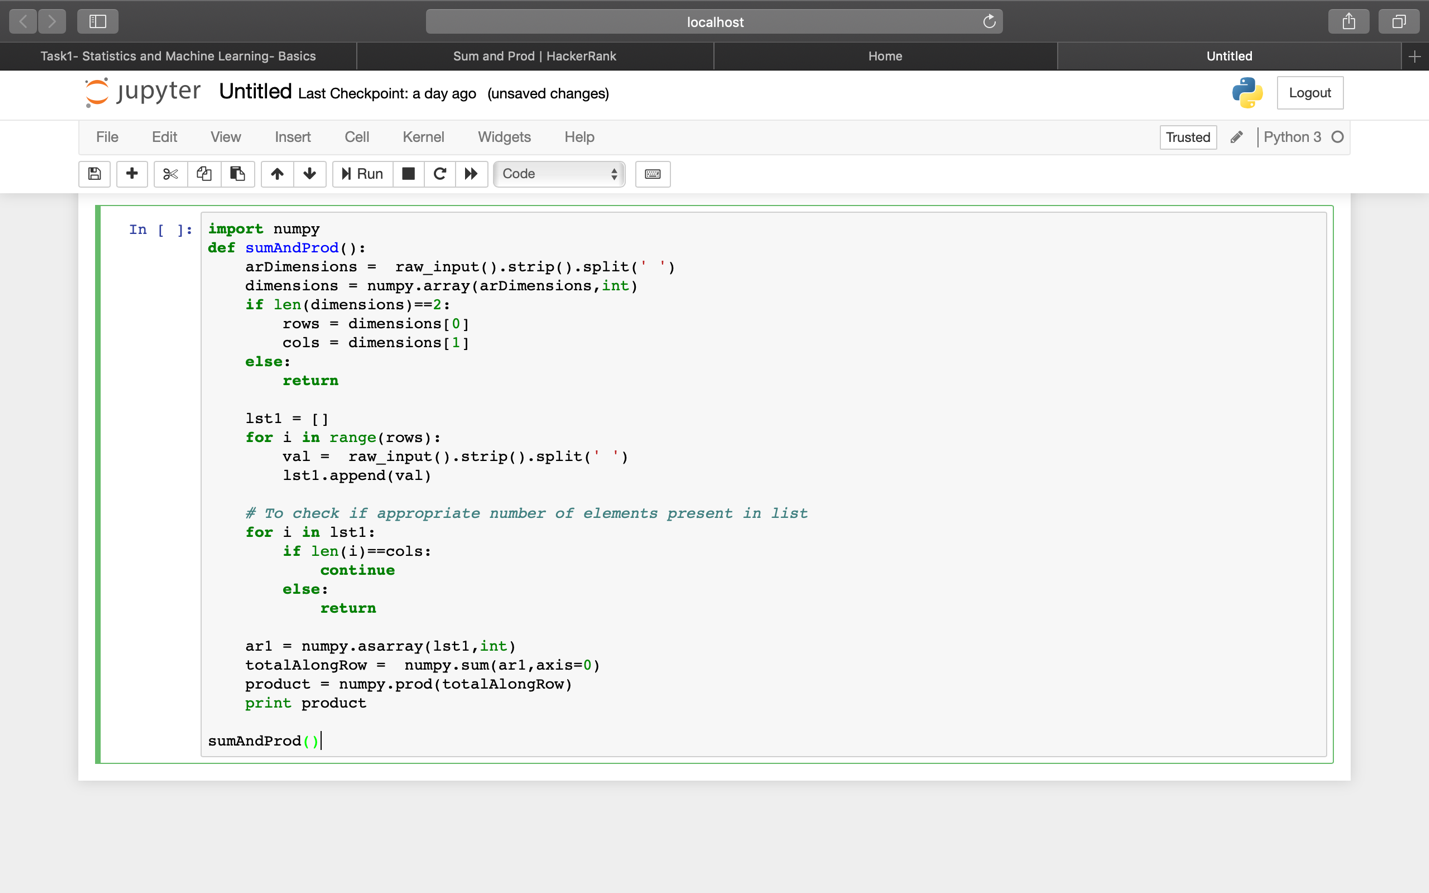 localhost
Task1- Statistics and Machine Learning- Basics
Sum and Prod | HackerRank
Home
Untitled
jupyter Untitled Last Checkpoint: a day ago (unsaved changes)
Logout
File Edit View Insert Cell Kernel Widgets Help
Trusted
Python 3
Run
Code
In [ ]:
import numpy
def sumAndProd():
    arDimensions =  raw_input().strip().split(' ')
    dimensions = numpy.array(arDimensions,int)
    if len(dimensions)==2:
        rows = dimensions[0]
        cols = dimensions[1]
    else:
        return
    lst1 = []
    for i in range(rows):
        val =  raw_input().strip().split(' ')
        lst1.append(val)
    # To check if appropriate number of elements present in list
    for i in lst1:
        if len(i)==cols:
            continue
        else:
            return
    ar1 = numpy.asarray(lst1,int)
    totalAlongRow =  numpy.sum(ar1,axis=0)
    product = numpy.prod(totalAlongRow)
    print product
sumAndProd()